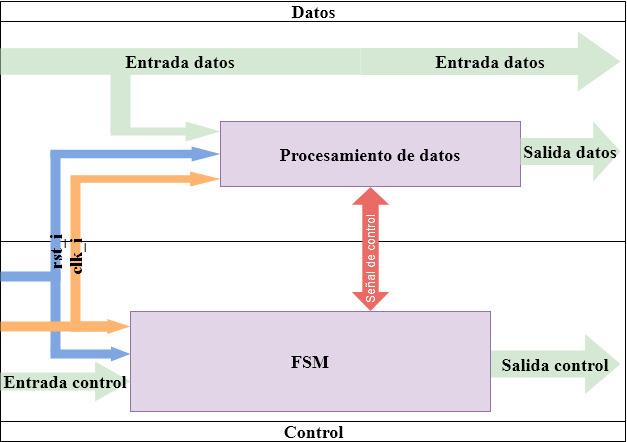 Datos
Entrada datos
Entrada datos
Procesamiento de datos
Salida datos
rst_i
clk_i
Señal de control
FSM
Entrada control
Salida control
Control